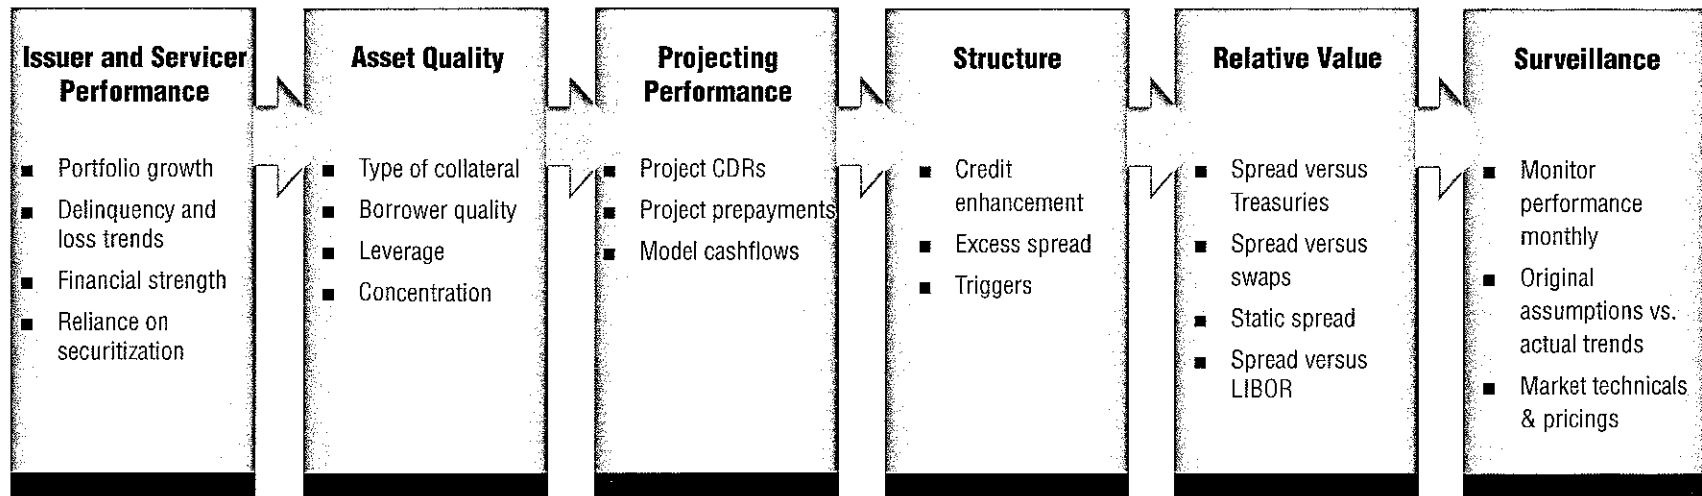 Issuer and Servicer
Performance
■ Portfolio growth
■ Delinquency and
loss trends
■ Financial strength
■ Reliance on
securitization
Asset Quality
■ Type of collateral
■ Borrower quality
■ Leverage
■ Concentration
Projecting
Performance
■ Project CDRs
■ Project prepayments
■ Model cashflows
Structure
■ Credit
enhancement
■ Excess spread
■ Triggers
Relative Value
■ Spread versus
Treasuries
■ Spread versus
swaps
■ Static spread
■ Spread versus
LIBOR
Surveillance
■ Monitor
performance
monthly
■ Original
assumptions vs.
actual trends
■ Market technicals
& pricings